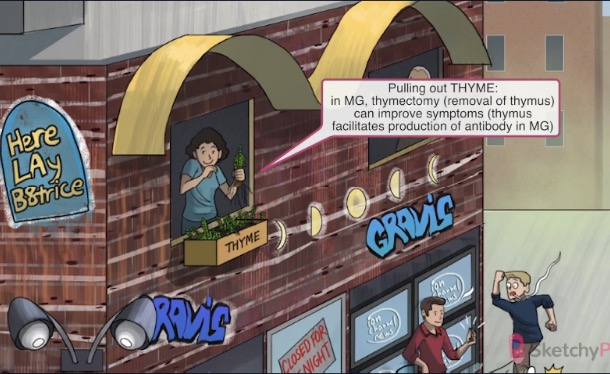 Pulling out THYME:
in MG, thymectomy (removal of thymus)
can improve symptoms (thymus
facilitates production of antibody in MG)
Here
LAy
B8trice
THYME
GRAVIS
RAVIS
CLOSED FOR
NIGHT
SketchyP